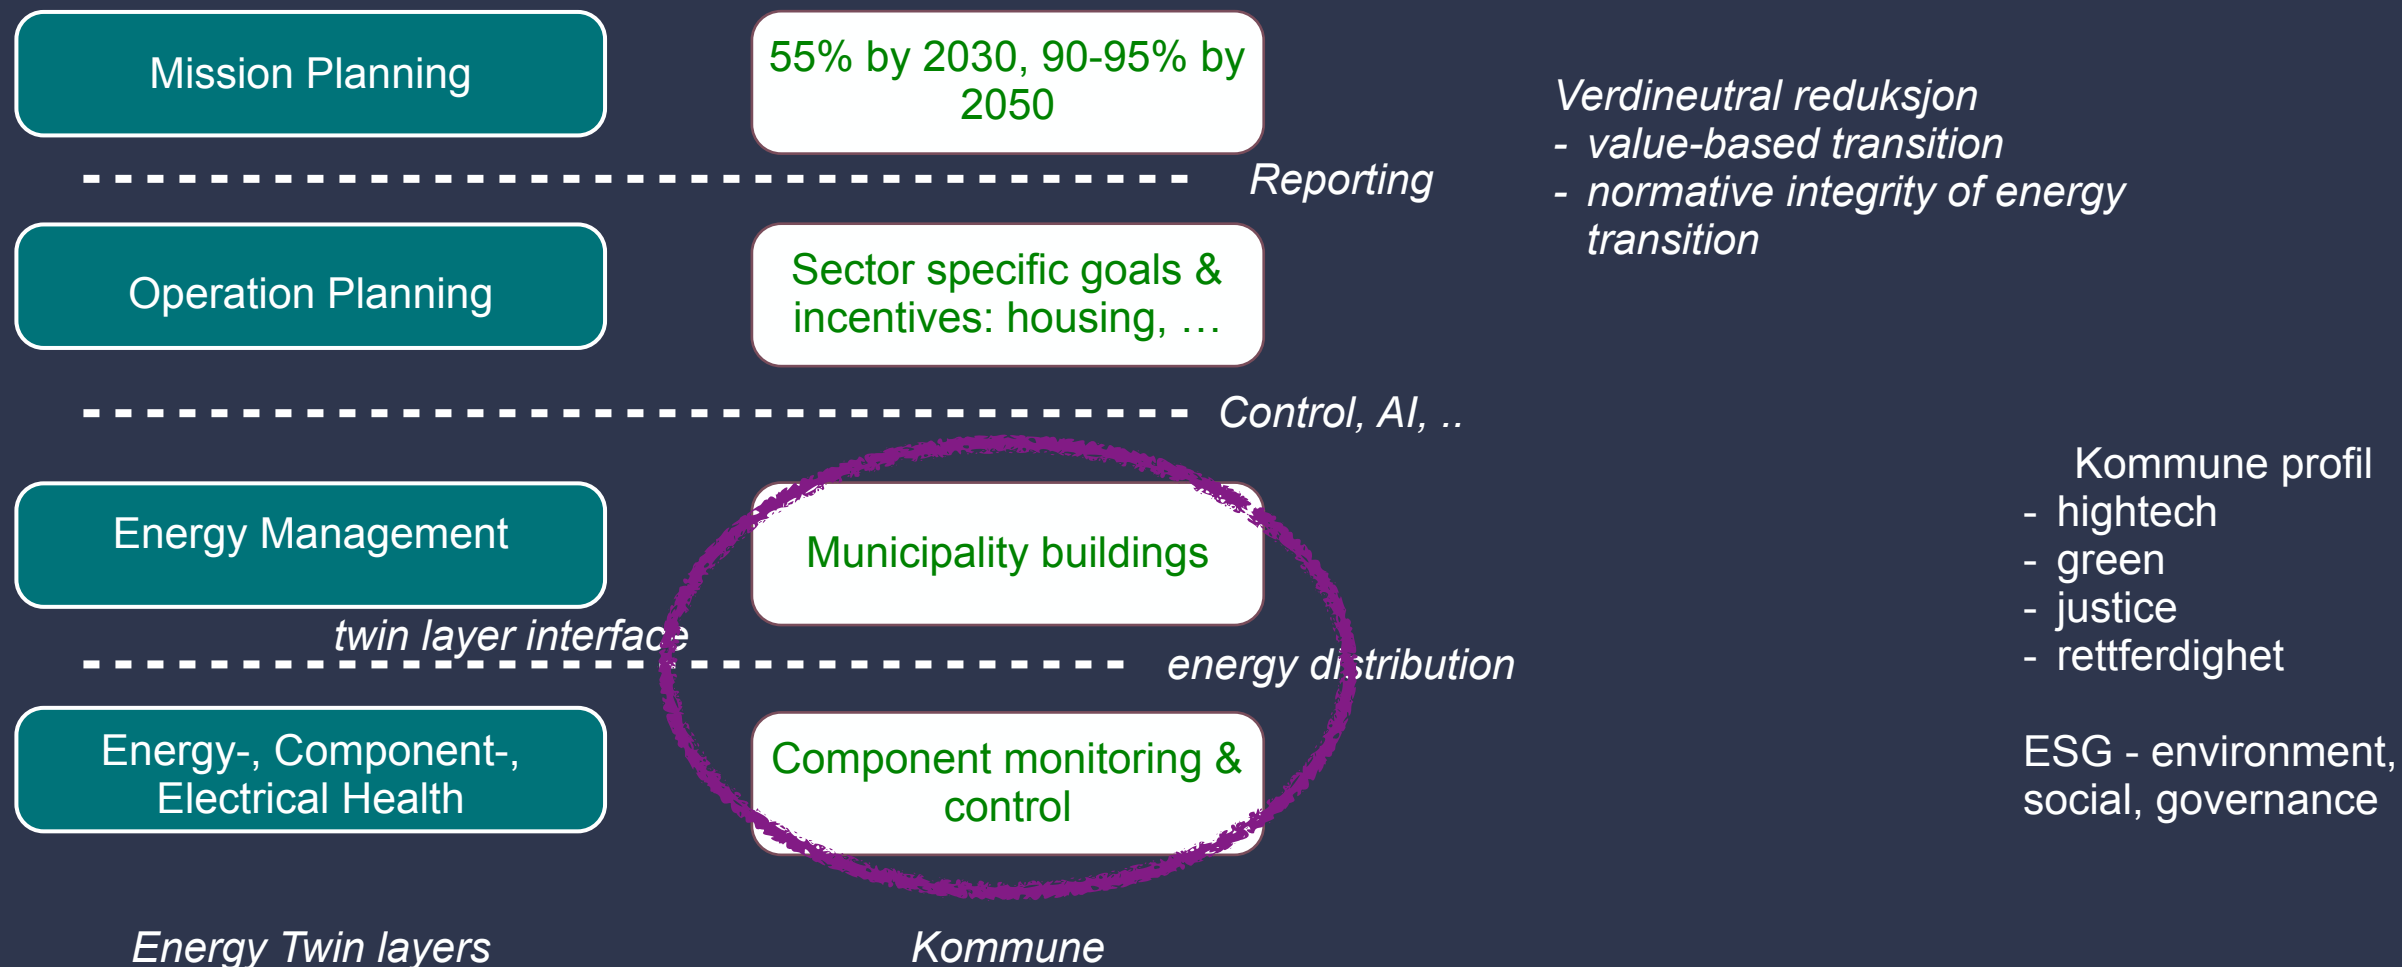 Mission Planning
55% by 2030, 90-95% by
2050
Verdineutral reduksjon
- value-based transition
- normative integrity of energy
transition
Reporting
Operation Planning
Sector specific goals &
incentives: housing, …
Control, AI, ..
Energy Management
Municipality buildings
Kommune profil
- hightech
- green
- justice
- rettferdighet
twin layer interface
energy distribution
Energy-, Component-,
Electrical Health
Component monitoring &
control
ESG - environment,
social, governance
Energy Twin layers
Kommune